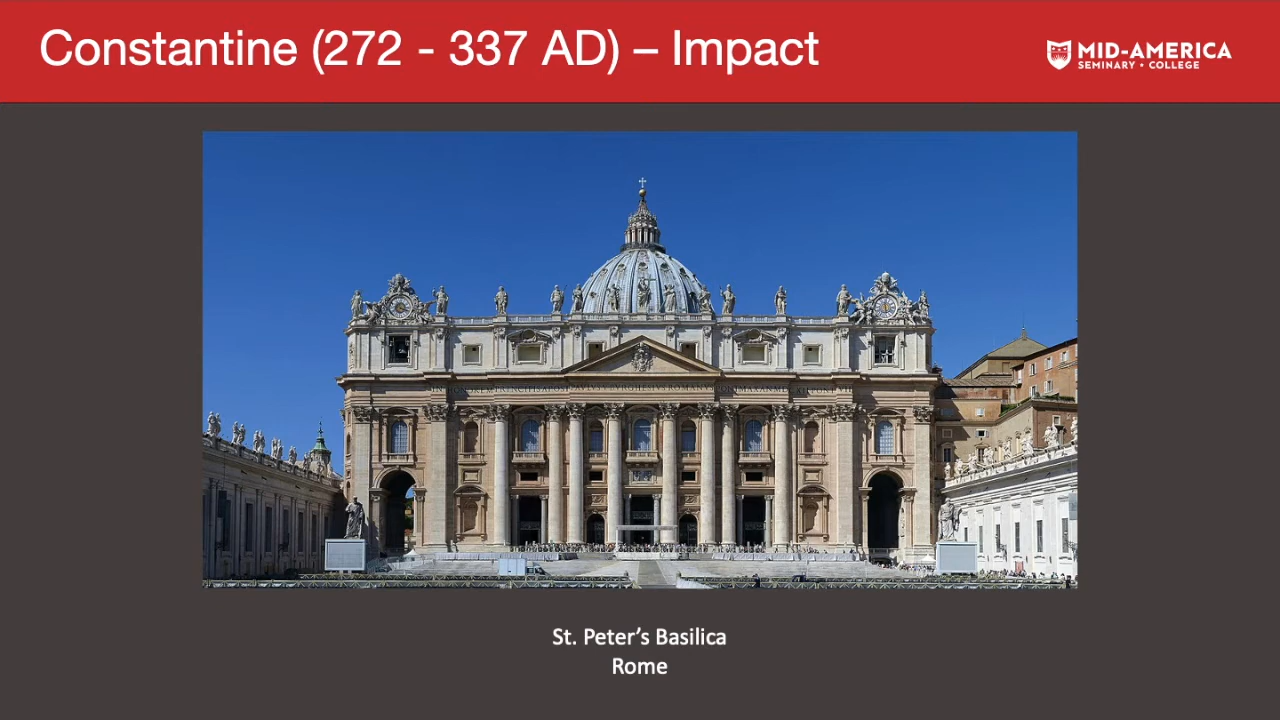 Constantine (272 - 337 AD) – Impact
MID-AMERICA
SEMINARY • COLLEGE
St. Peter’s Basilica
Rome